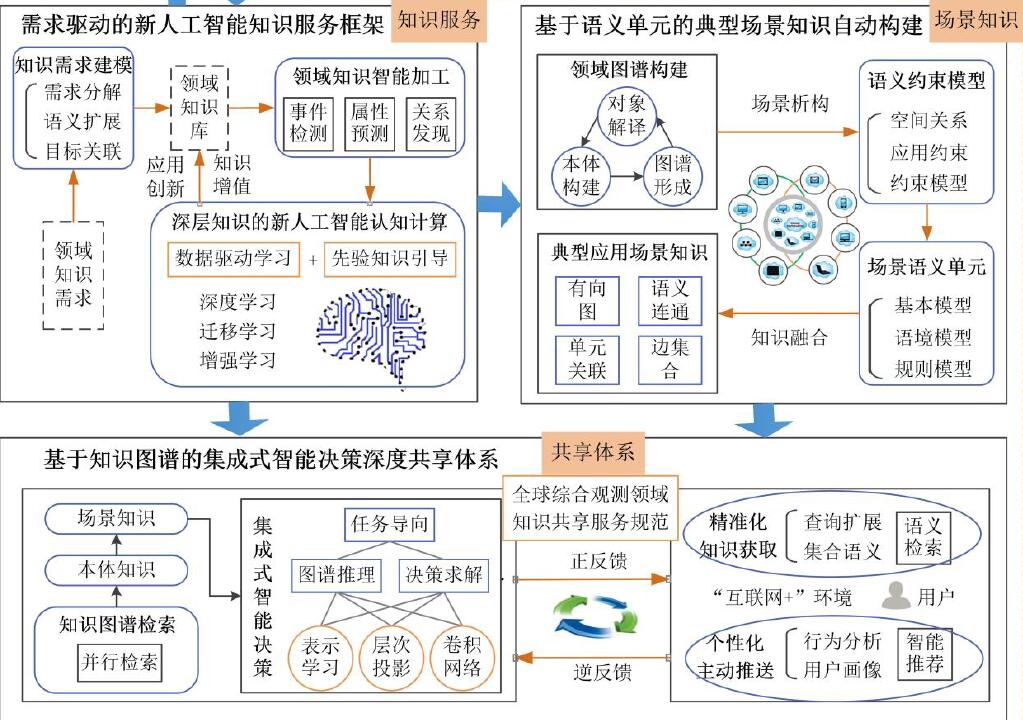 需求驱动的新人工智能知识服务框架
知识服务
知识需求建模
需求分解
语义扩展
目标关联
领域
知识
库
领域知识智能加工
事件
检测
属性
预测
关系
发现
应用
创新
知识
增值
领域
知识
需求
深层知识的新人工智能认知计算
数据驱动学习
+
先验知识引导
深度学习
迁移学习
增强学习
基于语义单元的典型场景知识自动构建
场景知识
领域图谱构建
对象
解译
本体
构建
图谱
形成
场景析构
语义约束模型
空间关系
应用约束
约束模型
典型应用场景知识
有向
图
语义
连通
单元
关联
边集
合
知识融合
场景语义单元
基本模型
语境模型
规则模型
基于知识图谱的集成式智能决策深度共享体系
共享体系
场景知识
本体知识
知识图谱检索
并行检索
集成式智能决策
任务导向
图谱推理
决策求解
表示
学习
层次
投影
卷积
网络
全球综合观测领域
知识共享服务规范
正反馈
逆反馈
精准化
知识获取
查询扩展
集合语义
语义
检索
“互联网+”环境
用户
个性化
主动推送
行为分析
用户画像
智能
推荐